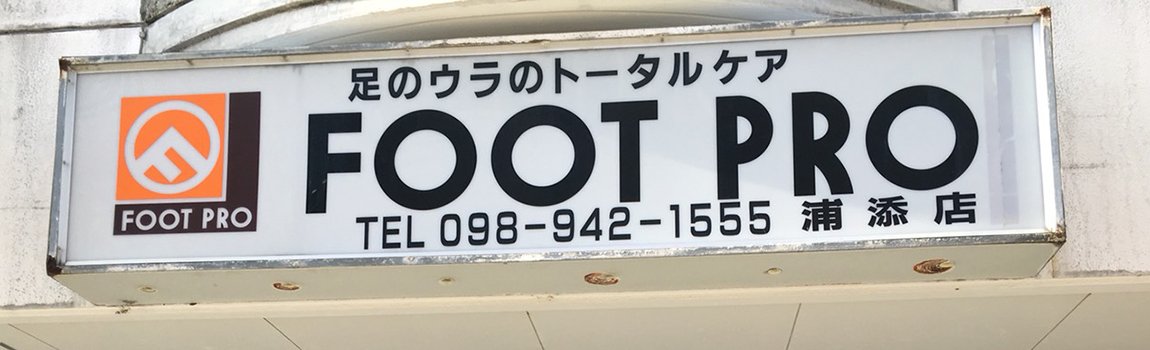 足のウラのトータルケア
FOOT PRO
FOOT PRO
TEL 098-942-1555 浦添店